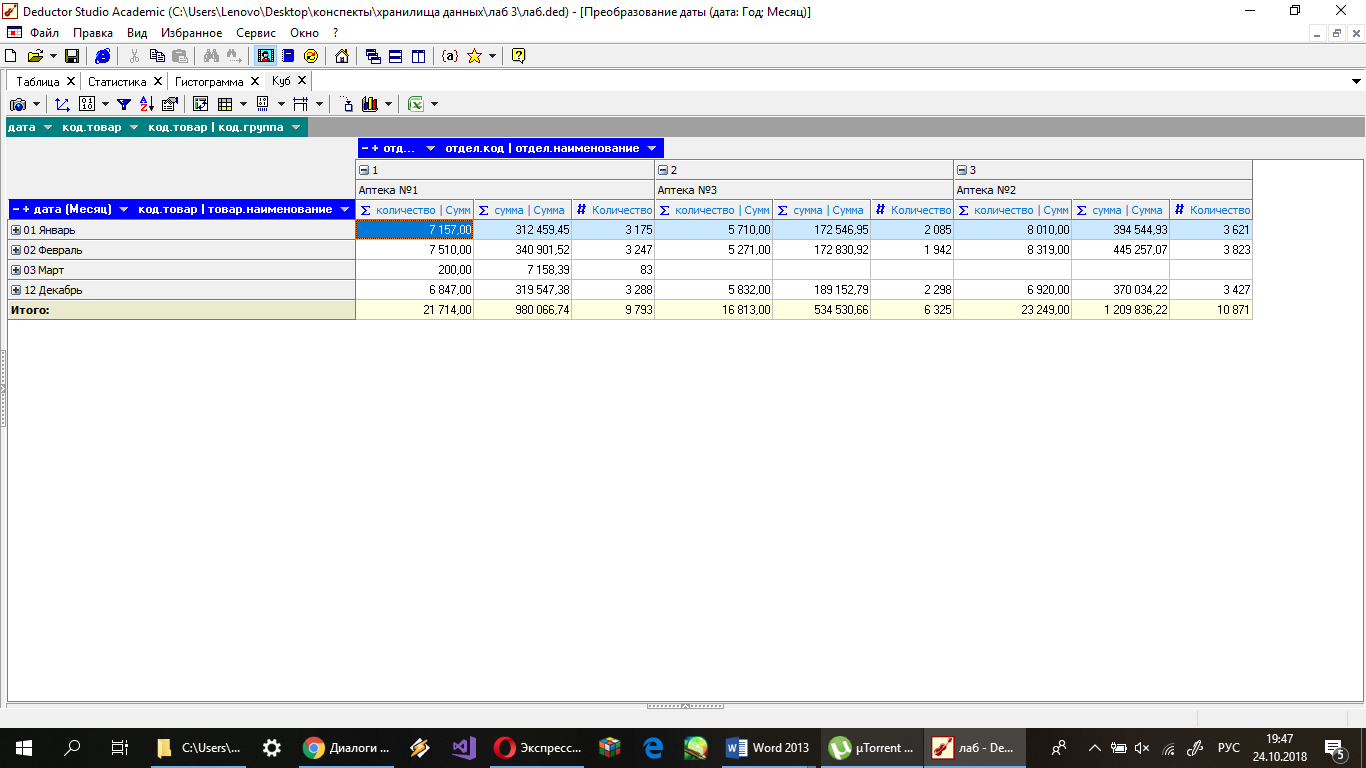 Deductor Studio Academic (C:\Users\Lenovo\Desktop\конспекты\хранилища данных\лаб 3\лаб.ded) - [Преобразование даты (дата: Год; Месяц)]
Файл Правка Вид Избранное Сервис Окно ?
Таблица Статистика Гистограмма Куб
дата код.товар код.товар | код.группа
− + отд... отдел.код | отдел.наименование
1 2 3
Аптека №1 Аптека №3 Аптека №2
− + дата (Месяц) код.товар | товар.наименование Σ количество | Сумм Σ сумма | Сумма # Количество Σ количество | Сумм Σ сумма | Сумма # Количество Σ количество | Сумм Σ сумма | Сумма # Количество
01 Январь 7 157,00 312 459,45 3 175 5 710,00 172 546,95 2 085 8 010,00 394 544,93 3 621
02 Февраль 7 510,00 340 901,52 3 247 5 271,00 172 830,92 1 942 8 319,00 445 257,07 3 823
03 Март 200,00 7 158,39 83
12 Декабрь 6 847,00 319 547,38 3 288 5 832,00 189 152,79 2 298 6 920,00 370 034,22 3 427
Итого: 21 714,00 980 066,74 9 793 16 813,00 534 530,66 6 325 23 249,00 1 209 836,22 10 871
C:\Users\... Диалоги ... Экспресс... Word 2013 µTorrent ... лаб - De... РУС 19:47
24.10.2018 5